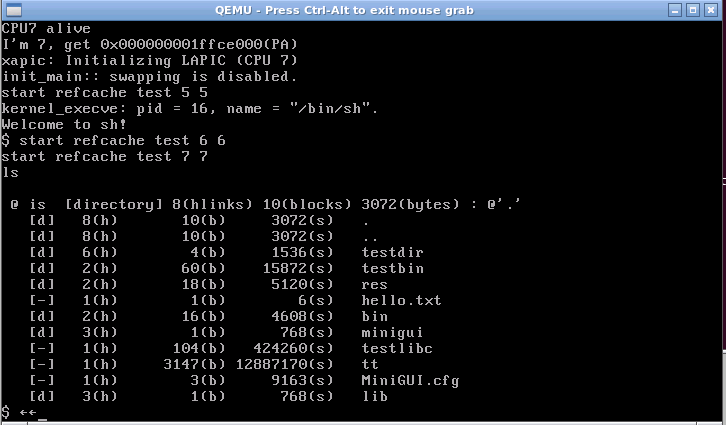 QEMU - Press Ctrl-Alt to exit mouse grab
CPU7 alive
I'm 7, get 0x000000001ffce000(PA)
xapic: Initializing LAPIC (CPU 7)
init_main:: swapping is disabled.
start refcache test 5 5
kernel_execve: pid = 16, name = "/bin/sh".
Welcome to sh!
$ start refcache test 6 6
start refcache test 7 7
ls
@ is [directory] 8(hlinks) 10(blocks) 3072(bytes) : @'.'
[d] 8(h) 10(b) 3072(s) .
[d] 8(h) 10(b) 3072(s) ..
[d] 6(h) 4(b) 1536(s) testdir
[d] 2(h) 60(b) 15872(s) testbin
[d] 2(h) 18(b) 5120(s) res
[-] 1(h) 1(b) 6(s) hello.txt
[d] 2(h) 16(b) 4608(s) bin
[d] 3(h) 1(b) 768(s) minigui
[-] 1(h) 104(b) 424260(s) testlibc
[-] 1(h) 3147(b) 12887170(s) tt
[-] 1(h) 3(b) 9163(s) MiniGUI.cfg
[d] 3(h) 1(b) 768(s) lib
$ ←←_